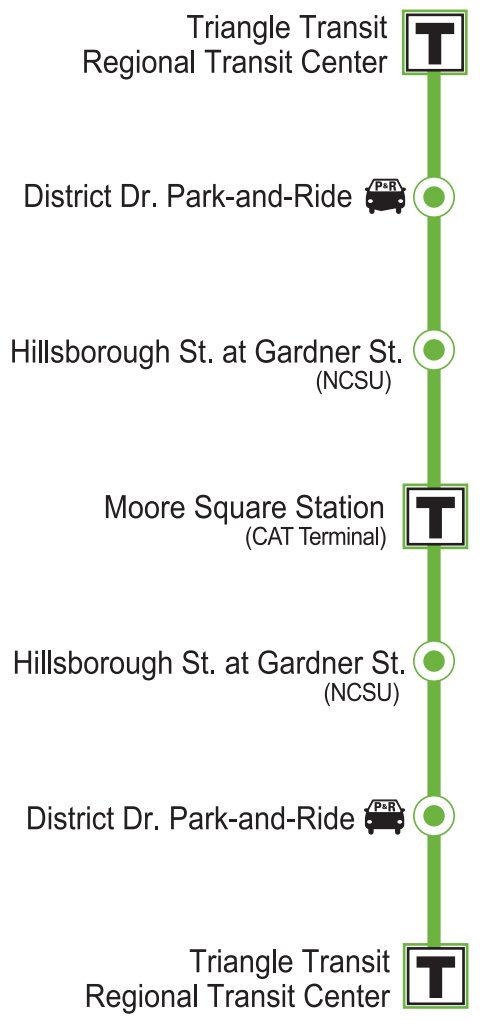 Triangle Transit
Regional Transit Center
T
District Dr. Park-and-Ride P&R
Hillsborough St. at Gardner St.
(NCSU)
Moore Square Station
(CAT Terminal)
T
Hillsborough St. at Gardner St.
(NCSU)
District Dr. Park-and-Ride P&R
Triangle Transit
Regional Transit Center
T